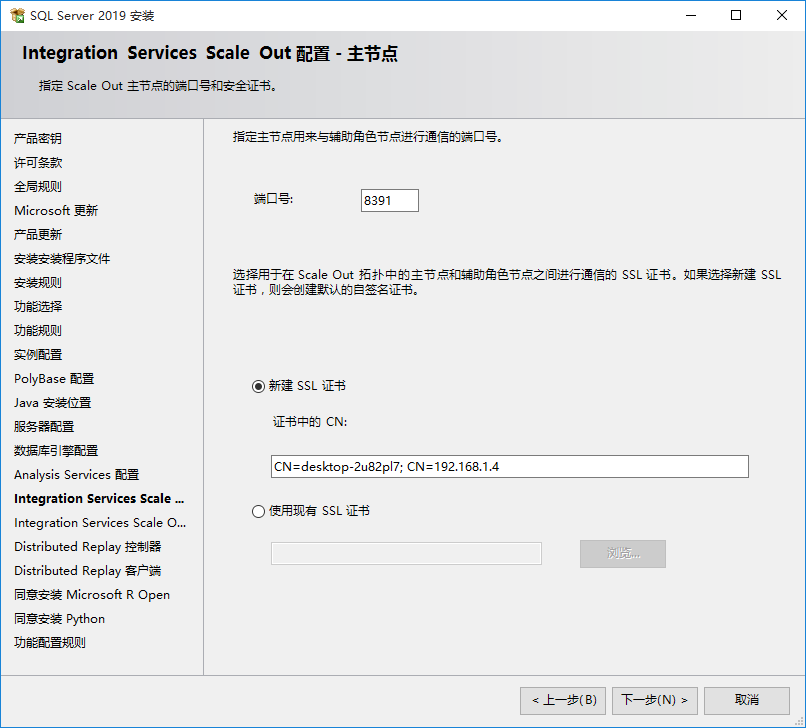 SQL Server 2019 安装
Integration Services Scale Out 配置 - 主节点
指定 Scale Out 主节点的端口号和安全证书。
产品密钥
许可条款
全局规则
Microsoft 更新
产品更新
安装安装程序文件
安装规则
功能选择
功能规则
实例配置
PolyBase 配置
Java 安装位置
服务器配置
数据库引擎配置
Analysis Services 配置
Integration Services Scale ...
Integration Services Scale O...
Distributed Replay 控制器
Distributed Replay 客户端
同意安装 Microsoft R Open
同意安装 Python
功能配置规则
指定主节点用来与辅助角色节点进行通信的端口号。
端口号:
8391
选择用于在 Scale Out 拓扑中的主节点和辅助角色节点之间进行通信的 SSL 证书。如果选择新建 SSL
证书，则会创建默认的自签名证书。
新建 SSL 证书
证书中的 CN:
CN=desktop-2u82pl7; CN=192.168.1.4
使用现有 SSL 证书
浏览...
< 上一步(B)
下一步(N) >
取消